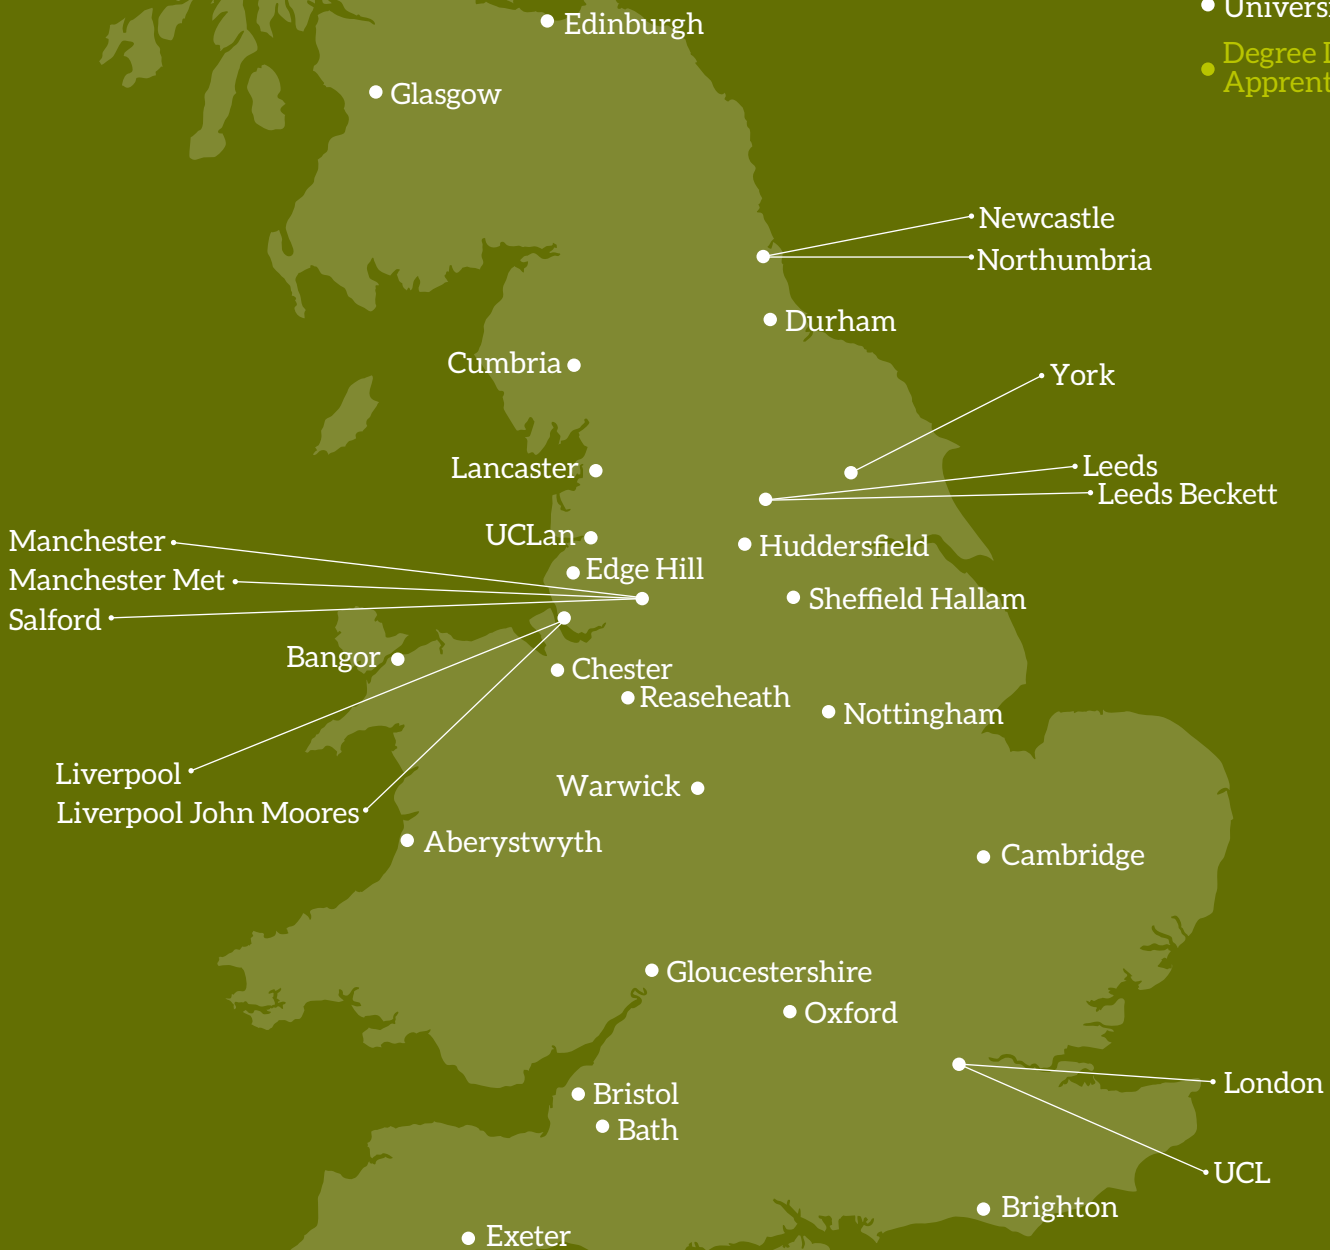 Edinburgh
Glasgow
Degree
Newcastle
Northumbria
Durham
Cumbria
York
Lancaster
Leeds
Leeds Beckett
UCLan
Manchester
Huddersfield
Edge Hill
Manchester Met
Sheffield Hallam
Salford
Bangor
Chester
Reaseheath
Nottingham
Liverpool
Warwick
Liverpool John Moores
Aberystwyth
Cambridge
Gloucestershire
Oxford
London
Bristol
Bath
UCL
Brighton
Exeter